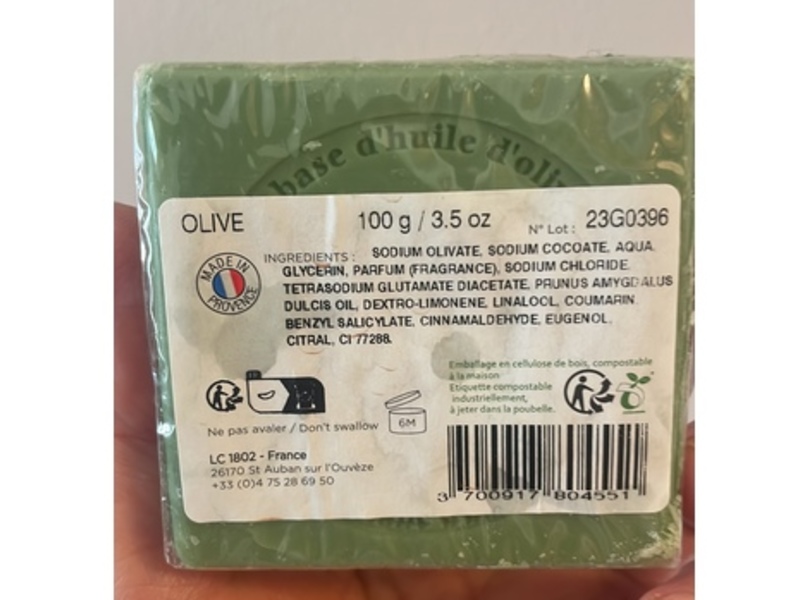 base d'huile d'oli
OLIVE 100 g / 3.5 oz N° Lot : 23G0396
MADE IN
PROVENCE
INGREDIENTS : SODIUM OLIVATE, SODIUM COCOATE, AQUA,
GLYCERIN, PARFUM (FRAGRANCE), SODIUM CHLORIDE,
TETRASODIUM GLUTAMATE DIACETATE, PRUNUS AMYGDALUS
DULCIS OIL, DEXTRO-LIMONENE, LINALOOL, COUMARIN,
BENZYL SALICYLATE, CINNAMALDEHYDE, EUGENOL,
CITRAL, CI 77288.
Emballage en cellulose de bois, compostable
à la maison
Etiquette compostable
industriellement,
à jeter dans la poubelle.
Ne pas avaler / Don't swallow
6M
LC 1802 - France
26170 St Auban sur l'Ouvèze
+33 (0)4 75 28 69 50
3 700917 804551